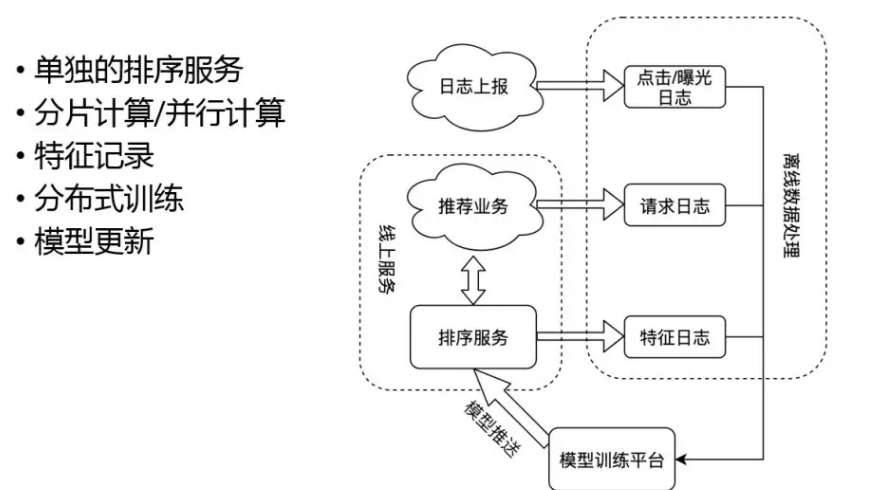 • 单独的排序服务
• 分片计算/并行计算
• 特征记录
• 分布式训练
• 模型更新
日志上报
点击/曝光
日志
推荐业务
请求日志
离线数据处理
线上服务
排序服务
特征日志
模型推送
模型训练平台